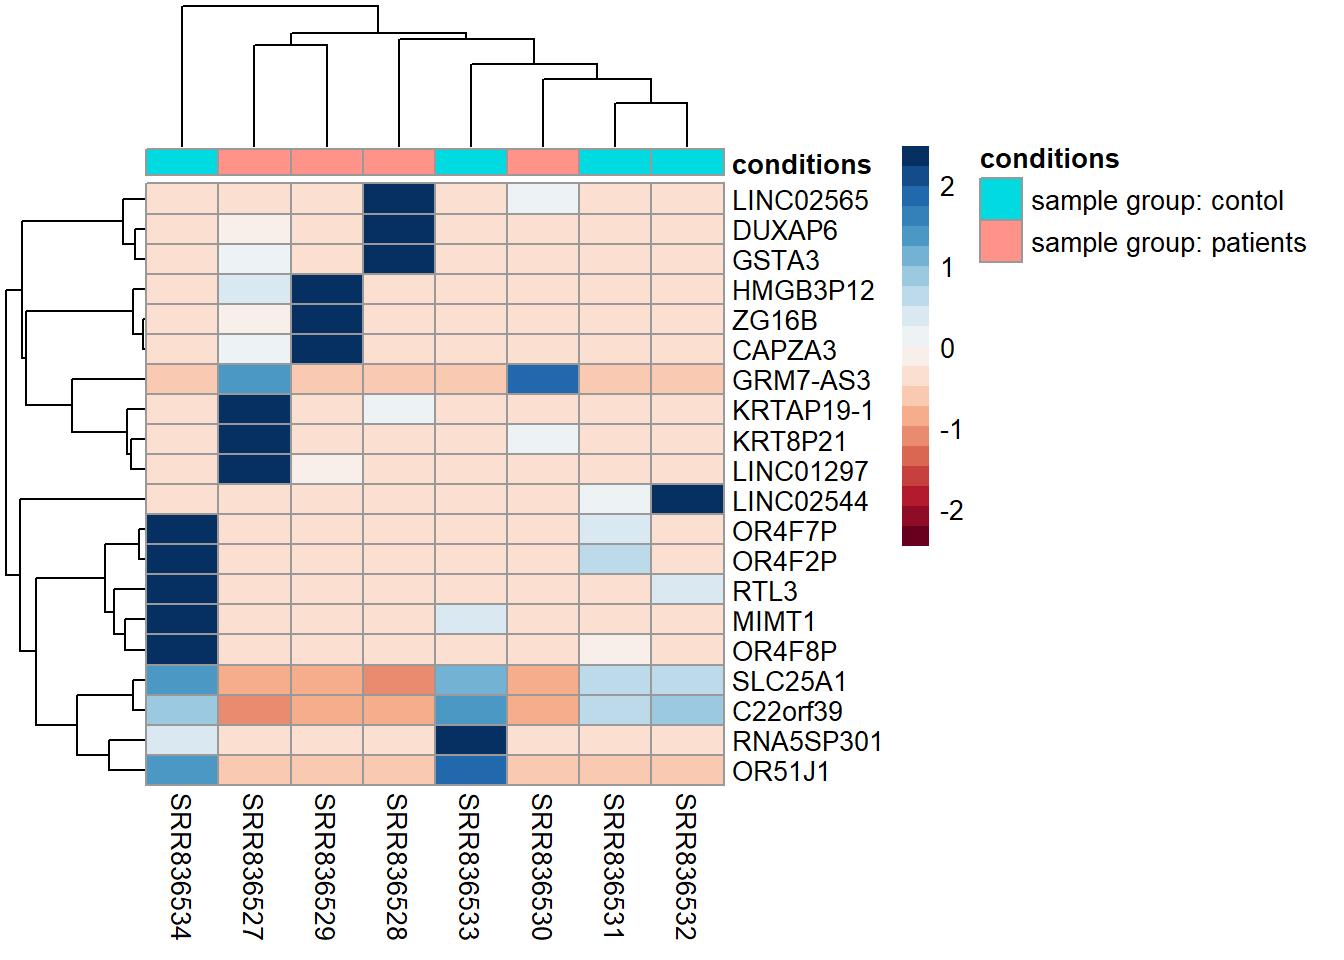 conditions
LINC02565
DUXAP6
GSTA3
HMGB3P12
ZG16B
CAPZA3
GRM7-AS3
KRTAP19-1
KRT8P21
LINC01297
LINC02544
OR4F7P
OR4F2P
RTL3
MIMT1
OR4F8P
SLC25A1
C22orf39
RNA5SP301
OR51J1
SRR836534
SRR836527
SRR836529
SRR836528
SRR836533
SRR836530
SRR836531
SRR836532
2
1
0
-1
-2
conditions
sample group: contol
sample group: patients